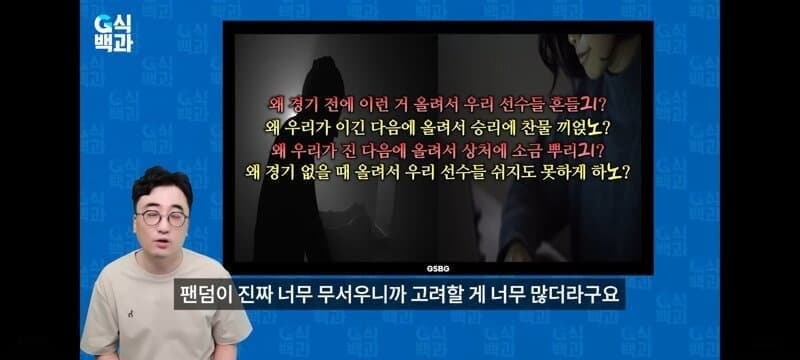 G식
백과
왜 경기 전에 이런 거 올려서 우리 선수들 흔들긔?
왜 우리가 이긴 다음에 올려서 승리에 찬물 끼얹노?
왜 우리가 진 다음에 올려서 상처에 소금 뿌리긔?
왜 경기 없을 때 올려서 우리 선수들 쉬지도 못하게 하노?
GSBG
팬덤이 진짜 너무 무서우니까 고려할 게 너무 많더라구요